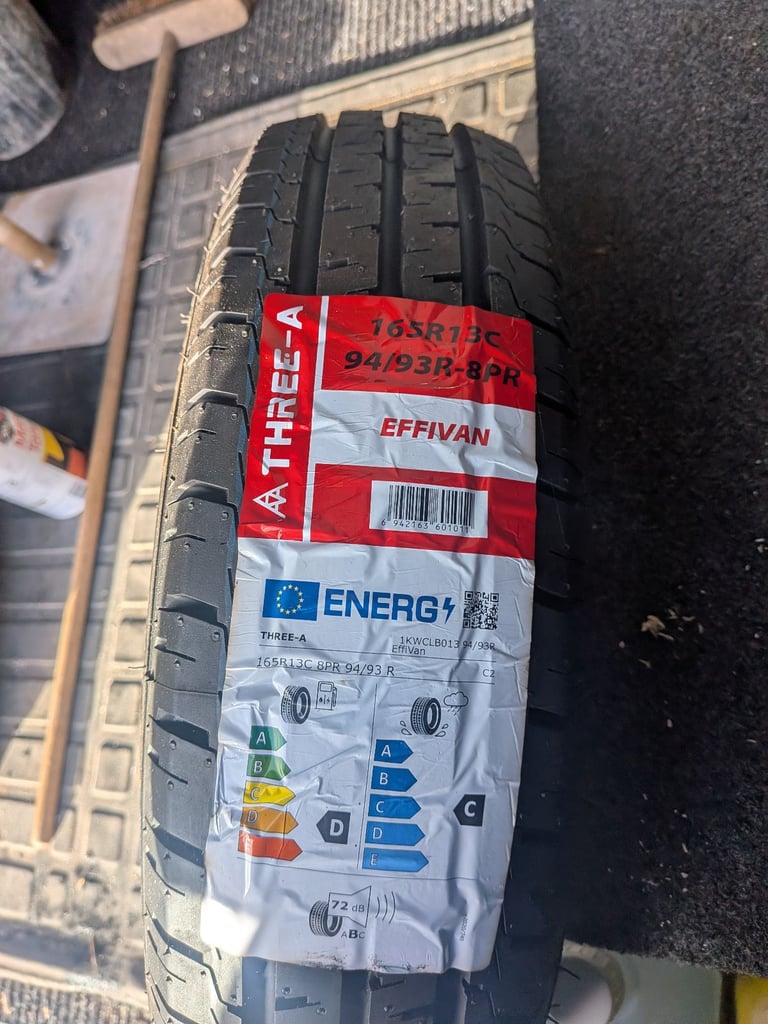 THREE-A
165R13C
94/93R-8PR
EFFIVAN
6 942163 601011
ENERG
THREE-A
1KWCLB013 94/93R
EffiVan
165R13C 8PR 94/93 R
C2
A
B
C
D
D
A
B
C
D
E
C
72 dB
ABC